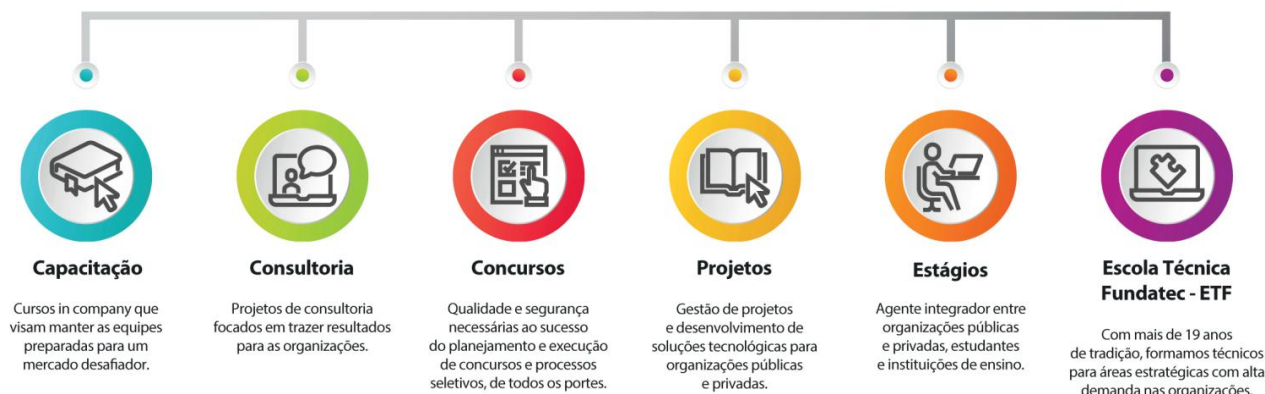 Capacitação
Cursos in company que
visam manter as equipes
preparadas para um
mercado desafiador.
Consultoria
Projetos de consultoria
focados em trazer resultados
para as organizações.
Concursos
Qualidade e segurança
necessárias ao sucesso
do planejamento e execução
de concursos e processos
seletivos, de todos os portes.
Projetos
Gestão de projetos
e desenvolvimento de
soluções tecnológicas para
organizações públicas
e privadas.
Estágios
Agente integrador entre
organizações públicas
e privadas, estudantes
e instituições de ensino.
Escola Técnica
Fundatec - ETF
Com mais de 19 anos
de tradição, formamos técnicos
para áreas estratégicas com alta
demanda nas organizações.